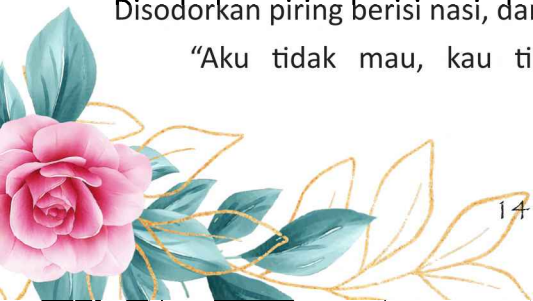 Disodorkan piring berisi nasi, dan
“Aku tidak mau, kau
14